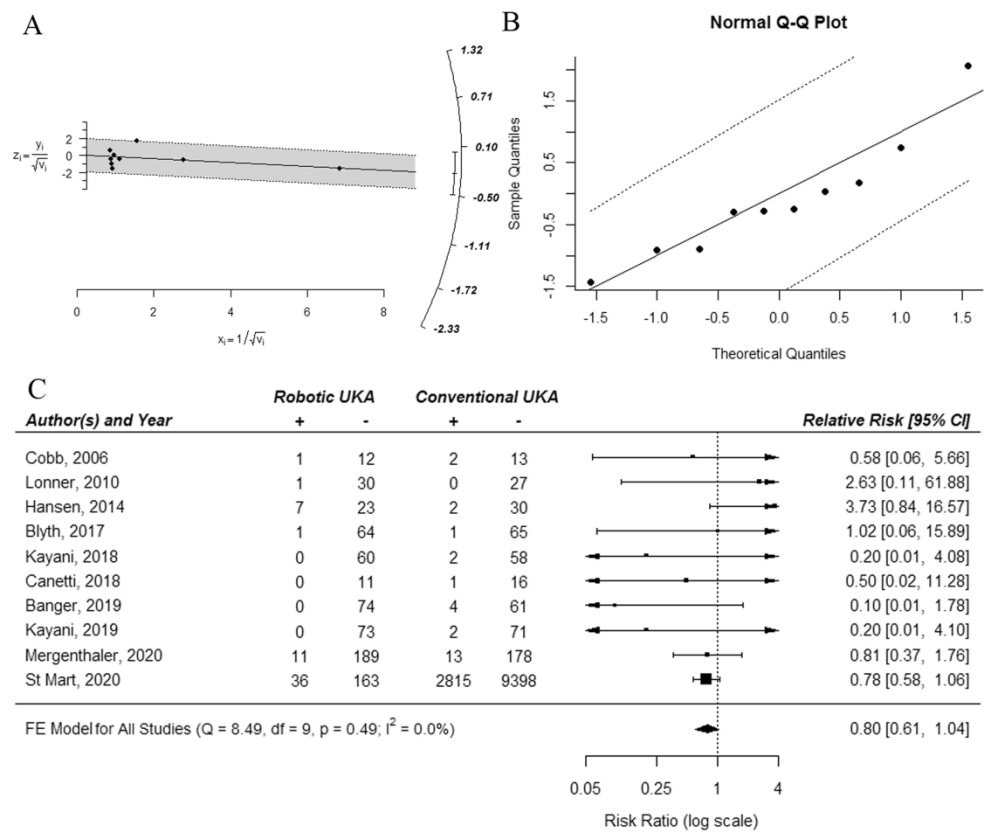 A
1.32
0.71
0.10
-0.50
-1.11
-1.72
-2.33
z_i = y_i / √v_i
2
0
-2
0 2 4 6 8
x_i = 1/√v_i
B
Normal Q-Q Plot
Sample Quantiles
1.5
0.5
-0.5
-1.5
-1.5 -1.0 -0.5 0.0 0.5 1.0 1.5
Theoretical Quantiles
C
Robotic UKA Conventional UKA
Author(s) and Year + - + - Relative Risk [95% CI]
Cobb, 2006 1 12 2 13 0.58 [0.06, 5.66]
Lonner, 2010 1 30 0 27 2.63 [0.11, 61.88]
Hansen, 2014 7 23 2 30 3.73 [0.84, 16.57]
Blyth, 2017 1 64 1 65 1.02 [0.06, 15.89]
Kayani, 2018 0 60 2 58 0.20 [0.01, 4.08]
Canetti, 2018 0 11 1 16 0.50 [0.02, 11.28]
Banger, 2019 0 74 4 61 0.10 [0.01, 1.78]
Kayani, 2019 0 73 2 71 0.20 [0.01, 4.10]
Mergenthaler, 2020 11 189 13 178 0.81 [0.37, 1.76]
St Mart, 2020 36 163 2815 9398 0.78 [0.58, 1.06]
FE Model for All Studies (Q = 8.49, df = 9, p = 0.49; I² = 0.0%) 0.80 [0.61, 1.04]
0.05 0.25 1 4
Risk Ratio (log scale)